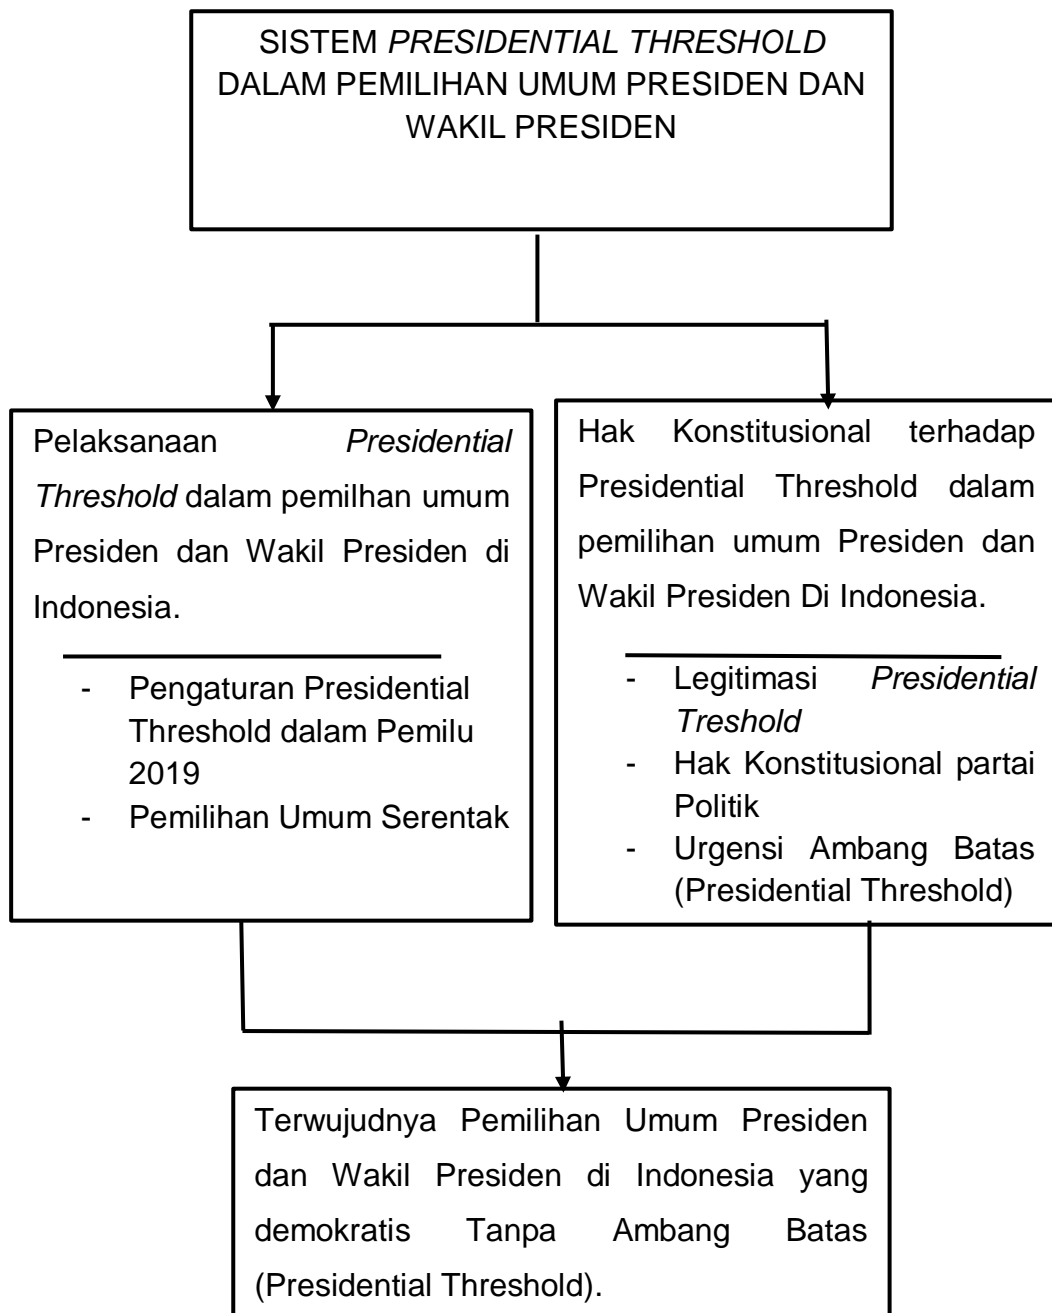 SISTEM PRESIDENTIAL THRESHOLD
DALAM PEMILIHAN UMUM PRESIDEN DAN
WAKIL PRESIDEN
Pelaksanaan Presidential
Threshold dalam pemilhan umum
Presiden dan Wakil Presiden di
Indonesia.
- Pengaturan Presidential
Threshold dalam Pemilu
2019
- Pemilihan Umum Serentak
Hak Konstitusional terhadap
Presidential Threshold dalam
pemilihan umum Presiden dan
Wakil Presiden Di Indonesia.
- Legitimasi Presidential
Treshold
- Hak Konstitusional partai
Politik
- Urgensi Ambang Batas
(Presidential Threshold)
Terwujudnya Pemilihan Umum Presiden
dan Wakil Presiden di Indonesia yang
demokratis Tanpa Ambang Batas
(Presidential Threshold).